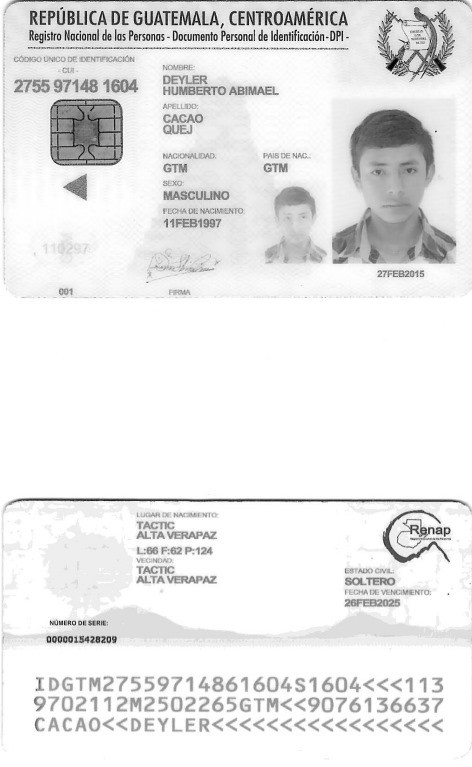 REPÚBLICA DE GUATEMALA, CENTROAMÉRICA
Registro Nacional de las Personas - Documento Personal de Identificación -DPI -
CÓDIGO ÚNICO DE IDENTIFICACIÓN
- CUI -
2755 97148 1604
NOMBRE:
DEYLER
HUMBERTO ABIMAEL
APELLIDO:
CACAO
QUEJ
NACIONALIDAD:
GTM
PAIS DE NAC.:
GTM
SEXO:
MASCULINO
FECHA DE NACIMIENTO:
11FEB1997
110297
27FEB2015
001
FIRMA
LUGAR DE NACIMIENTO:
TACTIC
ALTA VERAPAZ
L:66 F:62 P:124
VECINDAD:
TACTIC
ALTA VERAPAZ
Renap
ESTADO CIVIL:
SOLTERO
FECHA DE VENCIMIENTO:
26FEB2025
NÚMERO DE SERIE:
0000015428209
IDGTM27559714861604S1604<<<113
9702112M2502265GTM<<9076136637
CACAO<<DEYLER<<<<<<<<<<<<<<<<<